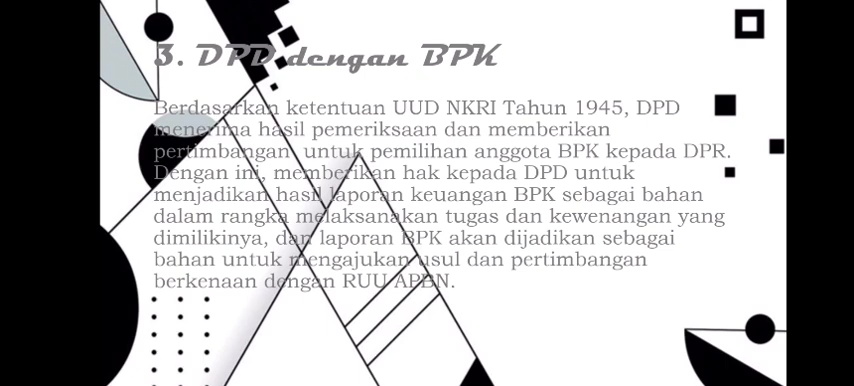 3. DPD dengan BPK
Berdasarkan ketentuan UUD NKRI Tahun 1945, DPD
menerima hasil pemeriksaan dan memberikan
pertimbangan untuk pemilihan anggota BPK kepada DPR.
Dengan ini, memberikan hak kepada DPD untuk
menjadikan hasil laporan keuangan BPK sebagai bahan
dalam rangka melaksanakan tugas dan kewenangan yang
dimilikinya, dan laporan BPK akan dijadikan sebagai
bahan untuk mengajukan usul dan pertimbangan
berkenaan dengan RUU APBN.